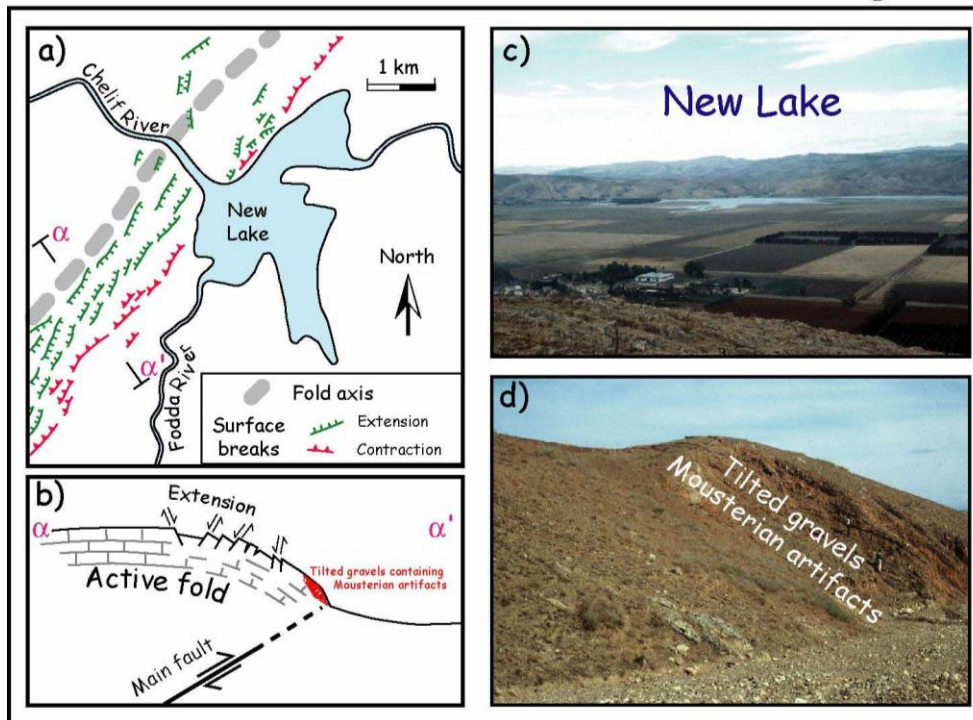 a)
Chelif River
1 km
New
Lake
North
α
α'
Fodda River
Fold axis
Surface
breaks
Extension
Contraction
b)
Extension
α
α'
Active fold
Tilted gravels containing
Mousterian artifacts
Main fault
c)
New Lake
d)
Tilted gravels
Mousterian artifacts